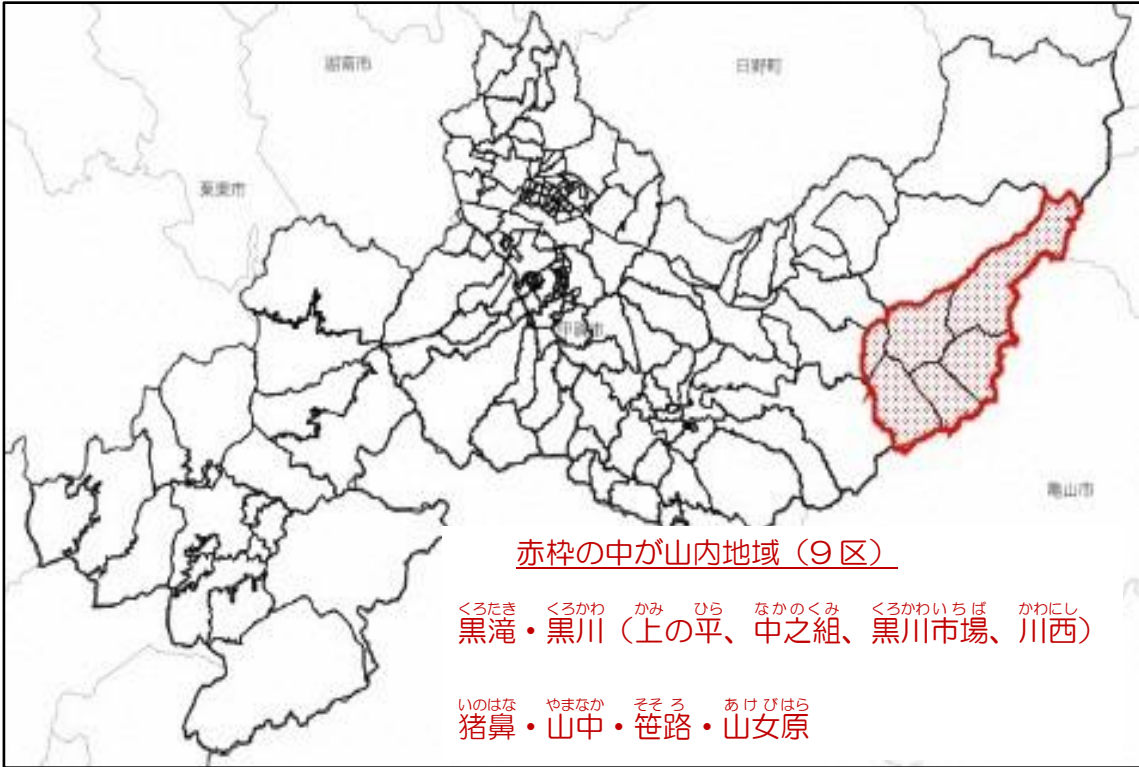 湖南市
日野町
栗東市
甲賀市
亀山市
赤枠の中が山内地域（9区）
くろたき くろかわ かみ ひら なかのくみ くろかわいちば かわにし
黒滝・黒川（上の平、中之組、黒川市場、川西）
いのはな やまなか そそろ あけびはら
猪鼻・山中・笹路・山女原